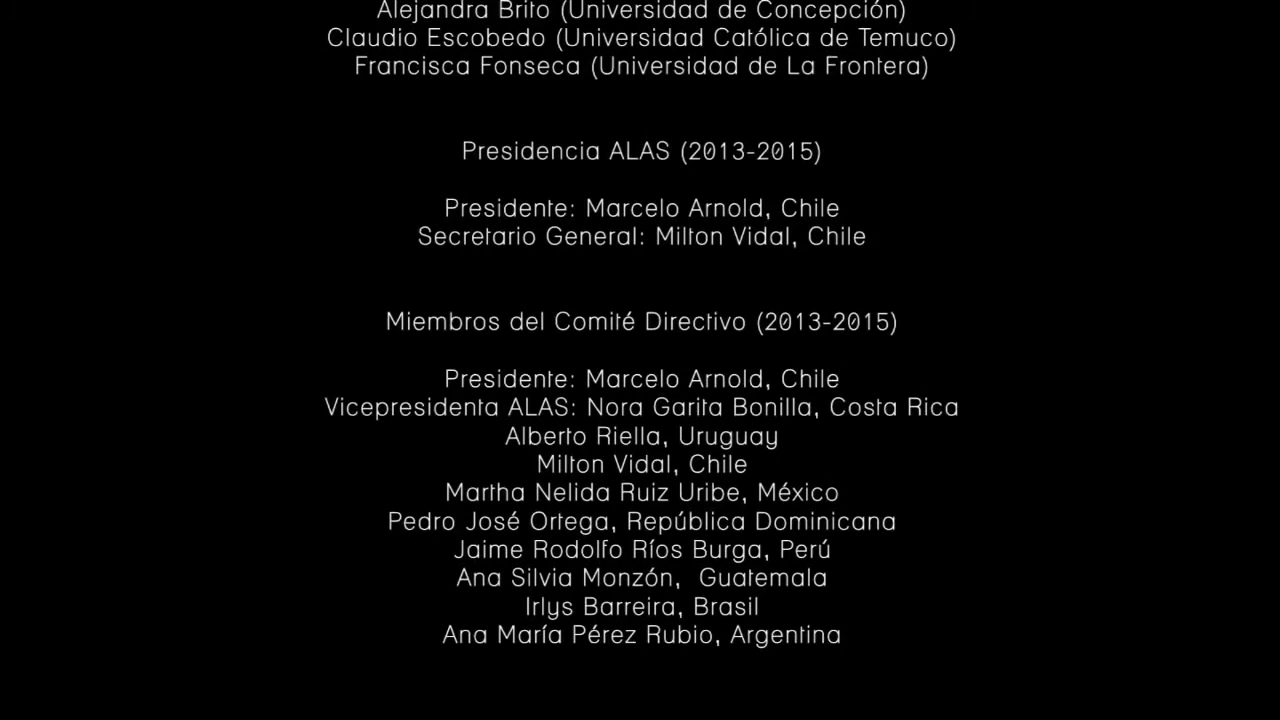 Alejandra Brito (Universidad de Concepción)
Claudio Escobedo (Universidad Católica de Temuco)
Francisca Fonseca (Universidad de La Frontera)
Presidencia ALAS (2013-2015)
Presidente: Marcelo Arnold, Chile
Secretario General: Milton Vidal, Chile
Miembros del Comité Directivo (2013-2015)
Presidente: Marcelo Arnold, Chile
Vicepresidenta ALAS: Nora Garita Bonilla, Costa Rica
Alberto Riella, Uruguay
Milton Vidal, Chile
Martha Nelida Ruiz Uribe, México
Pedro José Ortega, República Dominicana
Jaime Rodolfo Ríos Burga, Perú
Ana Silvia Monzón,  Guatemala
Irlys Barreira, Brasil
Ana María Pérez Rubio, Argentina